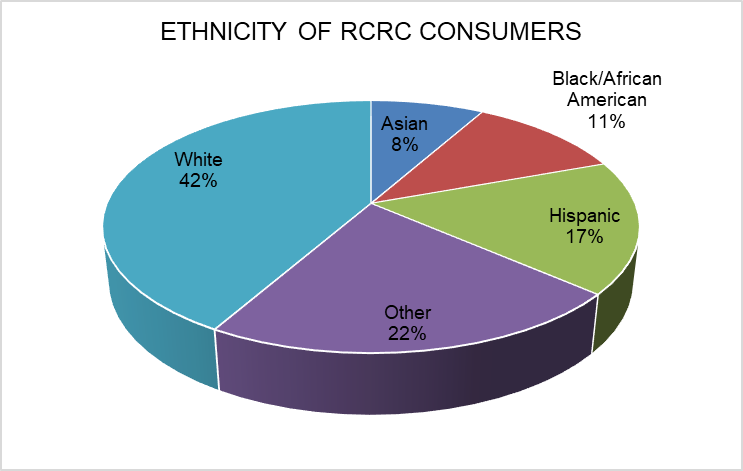 ETHNICITY OF RCRC CONSUMERS
Asian
8%
Black/African
American
11%
Hispanic
17%
Other
22%
White
42%